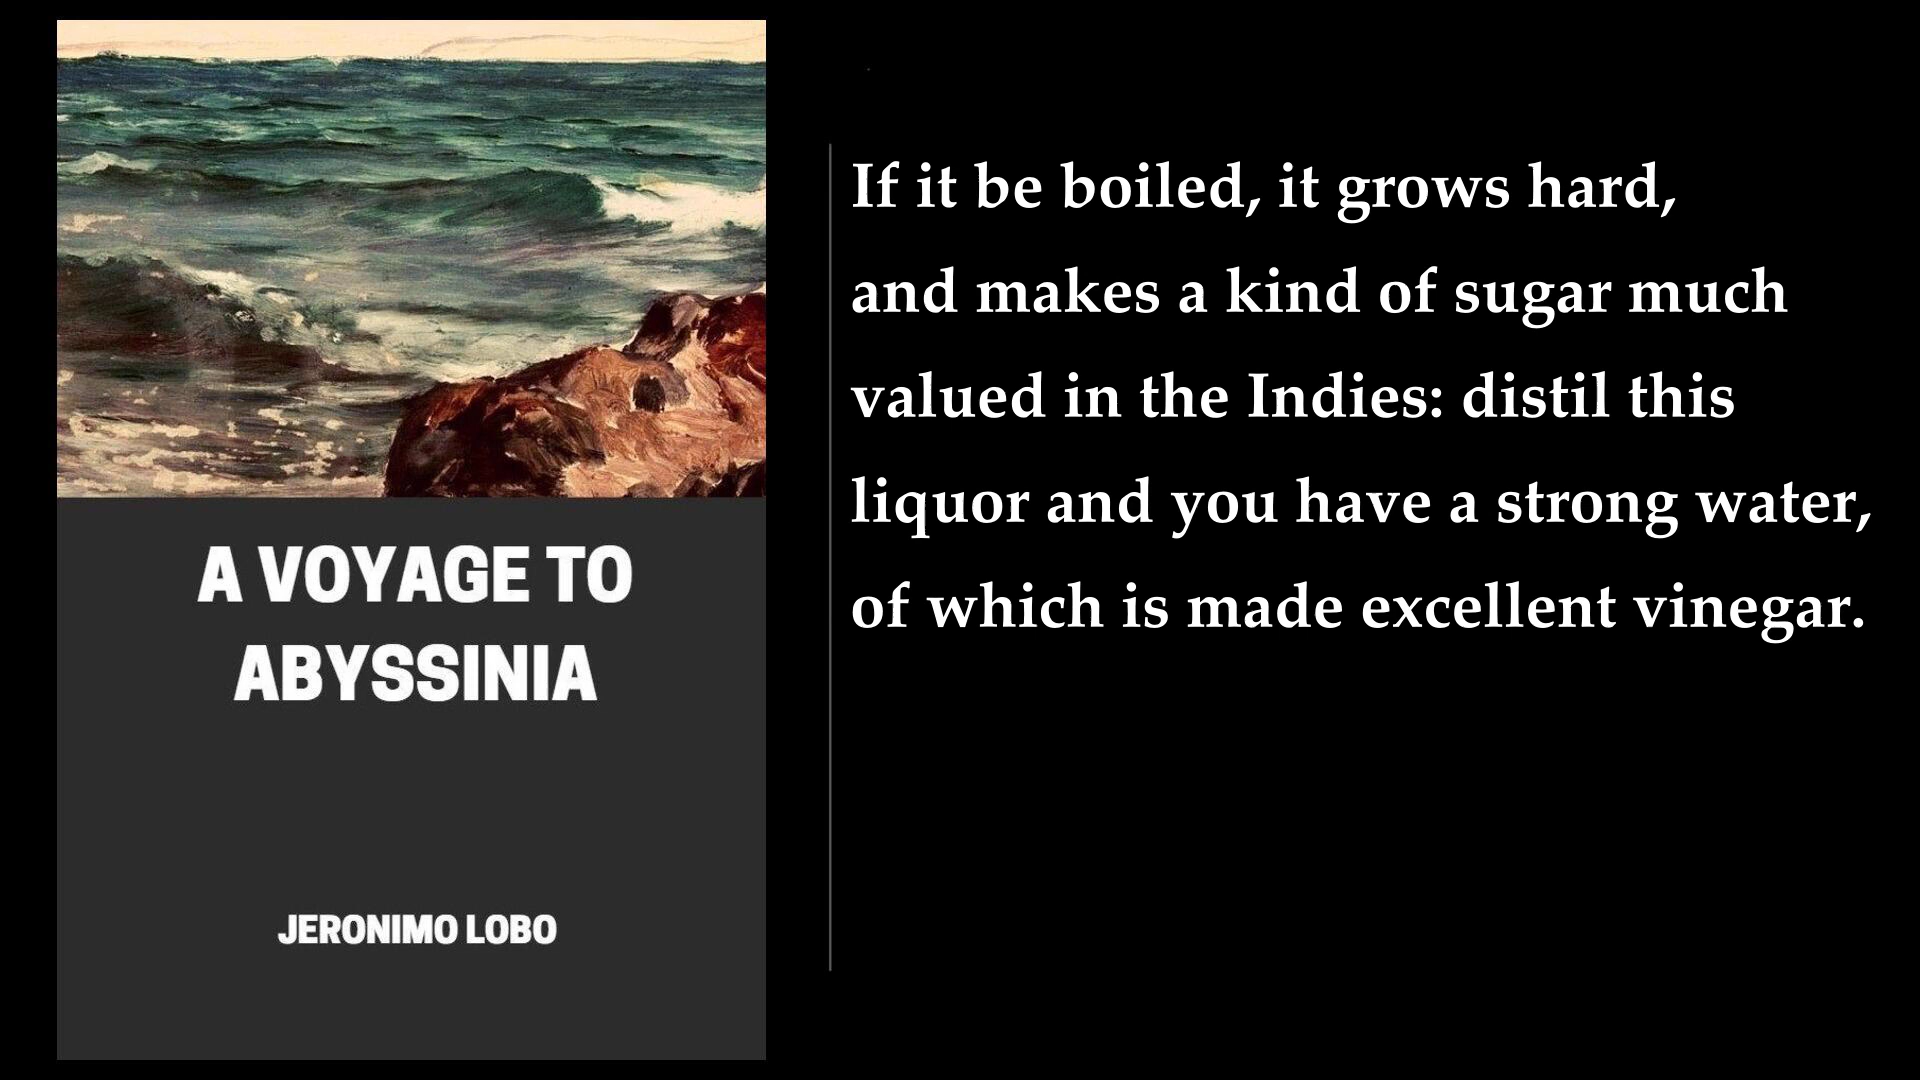 A VOYAGE TO
ABYSSINIA
JERONIMO LOBO
If it be boiled, it grows hard,
and makes a kind of sugar much
valued in the Indies: distil this
liquor and you have a strong water,
of which is made excellent vinegar.